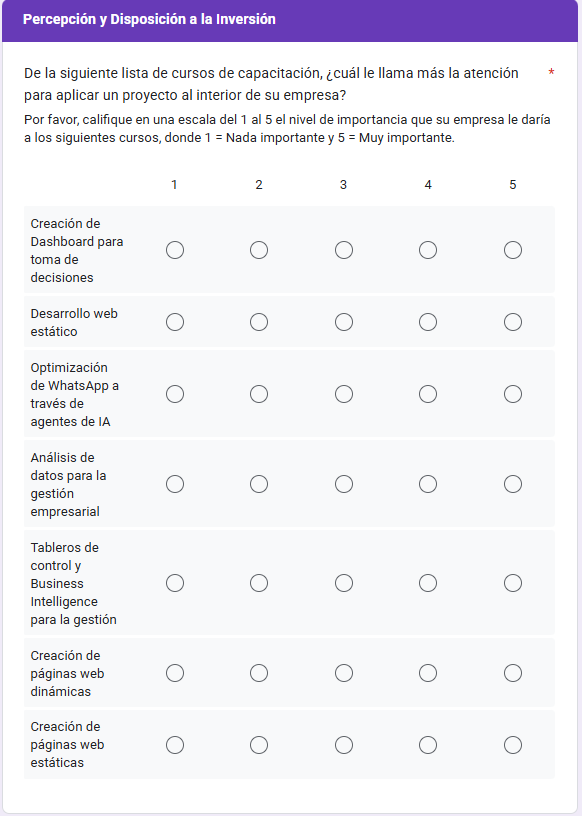 Percepción y Disposición a la Inversión
De la siguiente lista de cursos de capacitación, ¿cuál le llama más la atención *
para aplicar un proyecto al interior de su empresa?
Por favor, califique en una escala del 1 al 5 el nivel de importancia que su empresa le daría
a los siguientes cursos, donde 1 = Nada importante y 5 = Muy importante.
1 2 3 4 5
Creación de
Dashboard para
toma de
decisiones
Desarrollo web
estático
Optimización
de WhatsApp a
través de
agentes de IA
Análisis de
datos para la
gestión
empresarial
Tableros de
control y
Business
Intelligence
para la gestión
Creación de
páginas web
dinámicas
Creación de
páginas web
estáticas